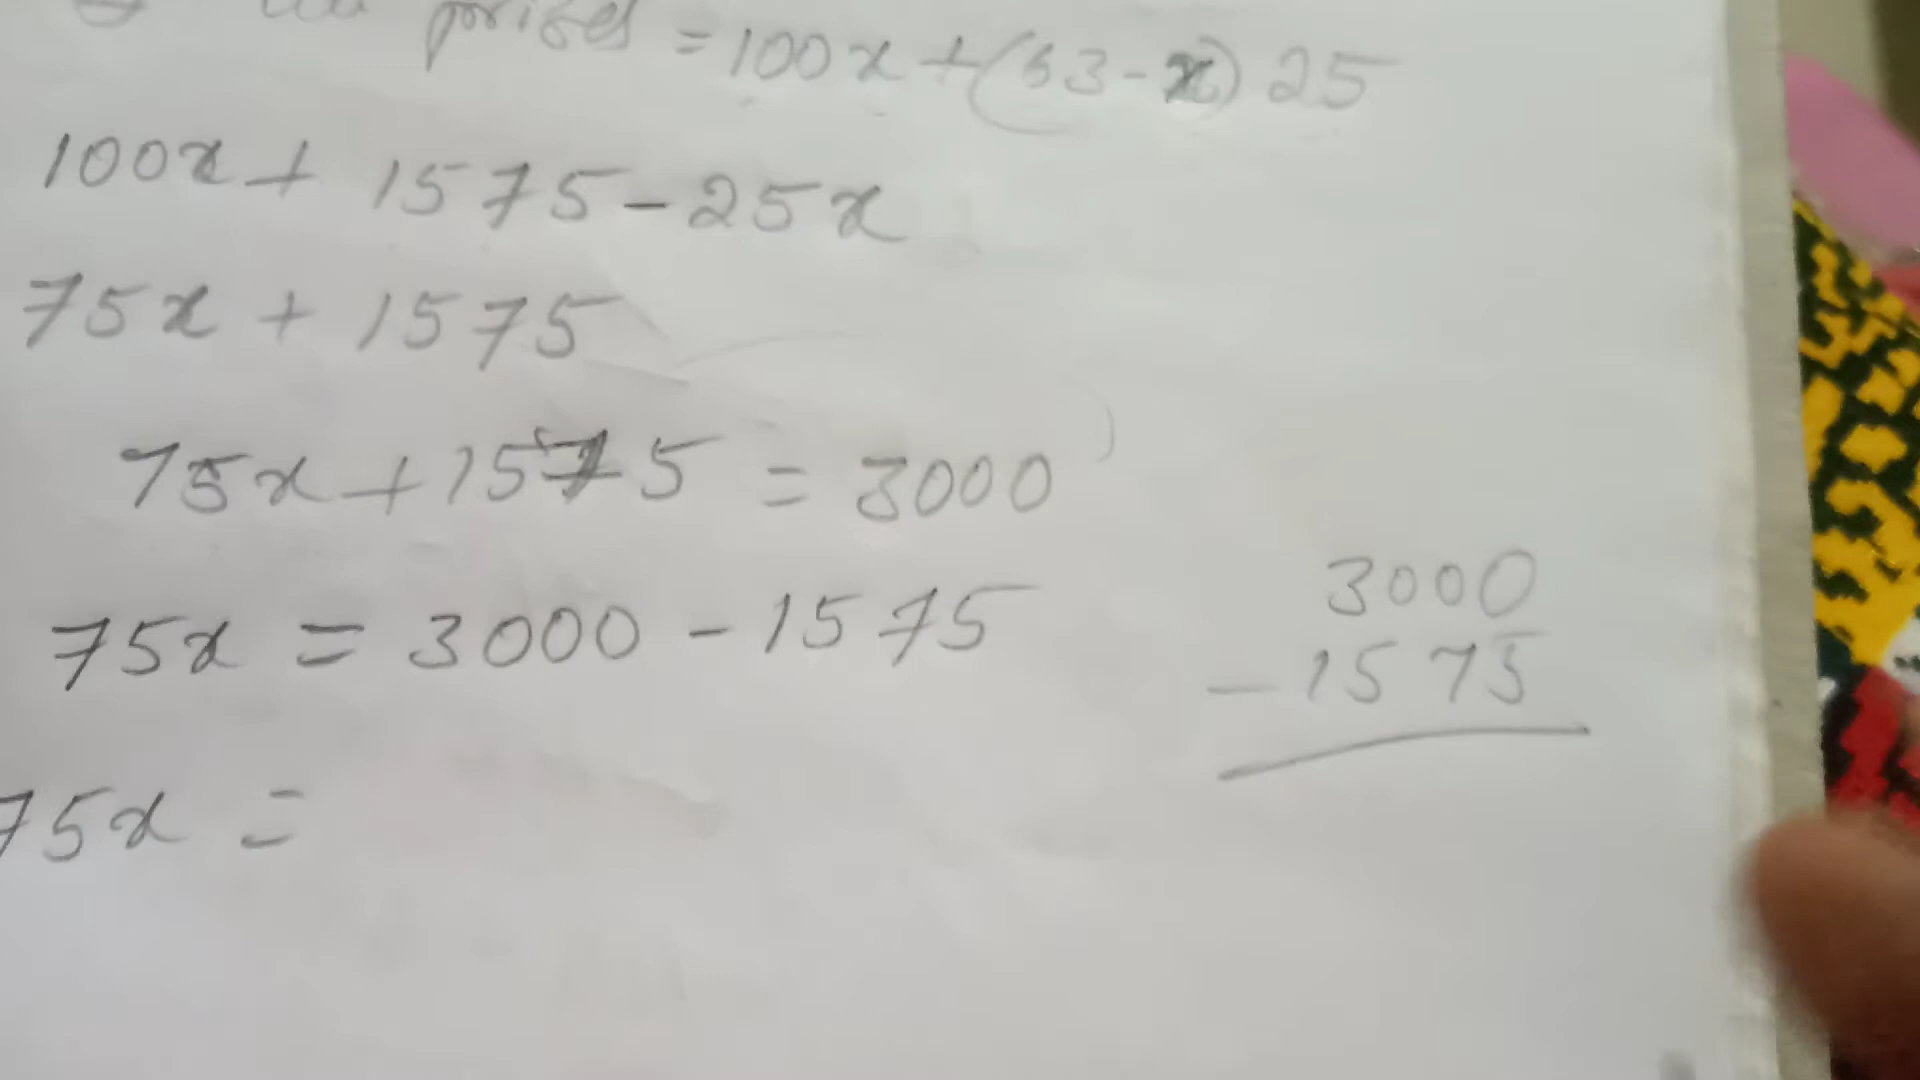 prizes = 100x + (63 - x) 25
100x + 1575 - 25x
75x + 1575
75x + 1575 = 3000
75x = 3000 - 1575
3000
- 1575
75x =